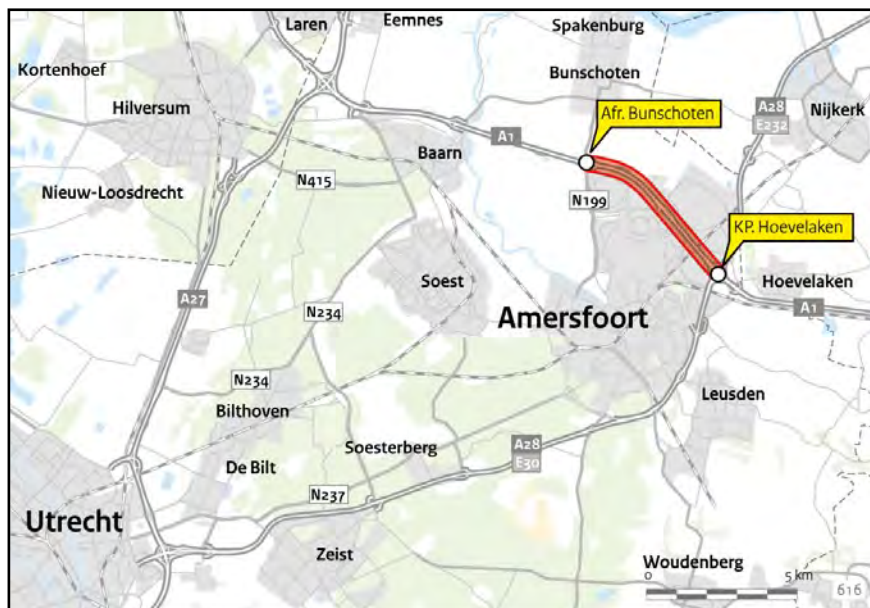 Laren
Eemnes
Spakenburg
Kortenhoef
Bunschoten
Hilversum
A28
E232
Nijkerk
Afr. Bunschoten
A1
Baarn
N415
Nieuw-Loosdrecht
N199
KP. Hoevelaken
Soest
Hoevelaken
A27
N234
Amersfoort
A1
N234
Bilthoven
Leusden
Soesterberg
A28
E30
De Bilt
N237
Utrecht
Zeist
Woudenberg
0
5 km
616